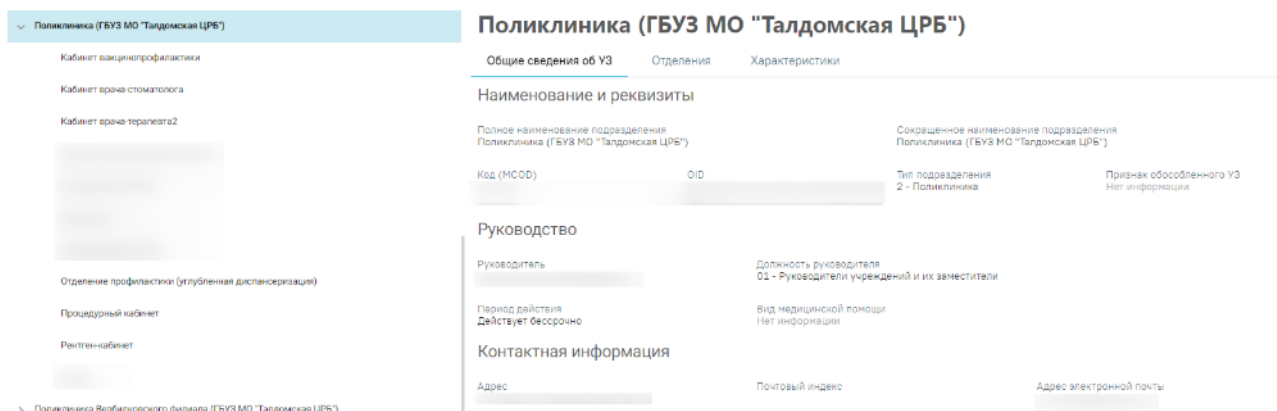 Поликлиника (ГБУЗ МО "Талдомская ЦРБ")
Кабинет вакцинопрофилактики
Кабинет врача-стоматолога
Кабинет врача-терапевта2
Отделение профилактики (углубленная диспансеризация)
Процедурный кабинет
Рентген-кабинет
Поликлиника Вербилковского филиала (ГБУЗ МО "Талдомская ЦРБ")
Поликлиника (ГБУЗ МО "Талдомская ЦРБ")
Общие сведения об УЗ Отделения Характеристики
Наименование и реквизиты
Полное наименование подразделения Сокращенное наименование подразделения
Поликлиника (ГБУЗ МО "Талдомская ЦРБ") Поликлиника (ГБУЗ МО "Талдомская ЦРБ")
Код (MCOD) OID Тип подразделения Признак обособленного УЗ
2 - Поликлиника Нет информации
Руководство
Руководитель Должность руководителя
01 - Руководители учреждений и их заместители
Период действия Вид медицинской помощи
Действует бессрочно Нет информации
Контактная информация
Адрес Почтовый индекс Адрес электронной почты